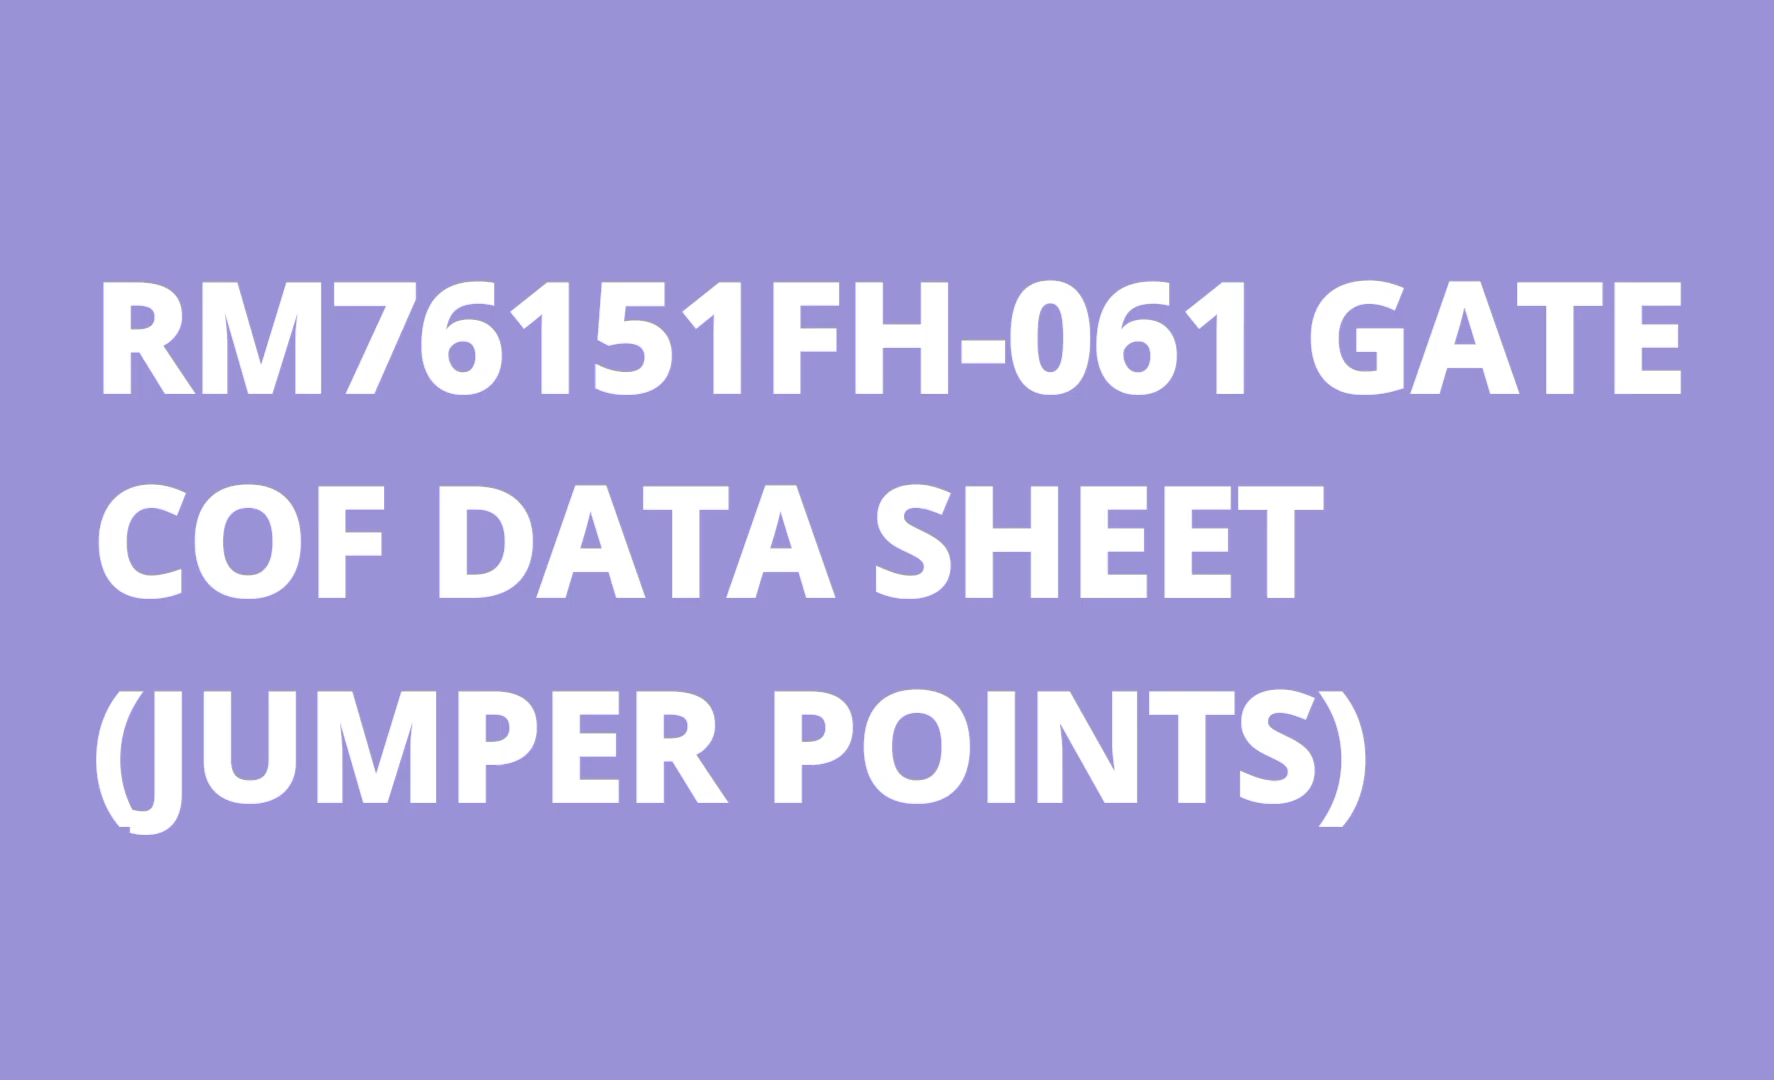 RM76151FH-061 GATE
COF DATA SHEET
(JUMPER POINTS)